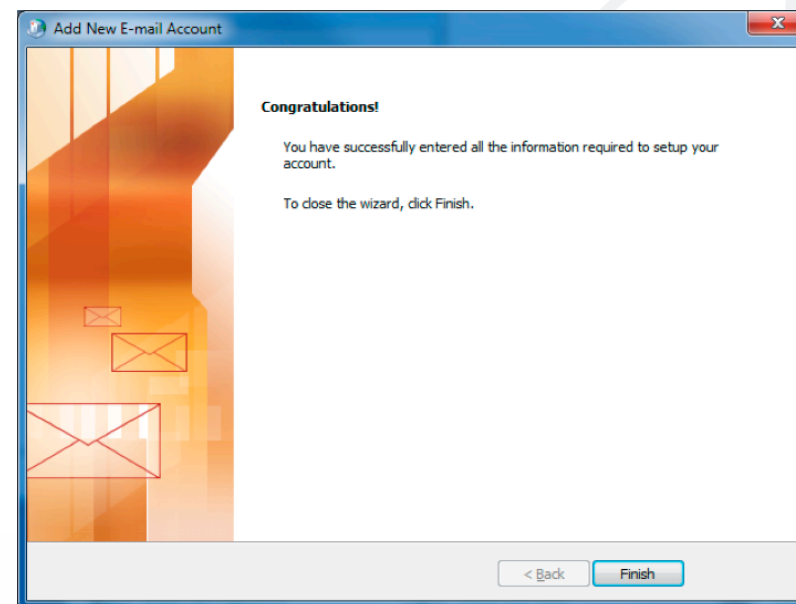 Add New E-mail Account
X
Congratulations!
You have successfully entered all the information required to setup your
account.
To close the wizard, click Finish.
< Back
Finish